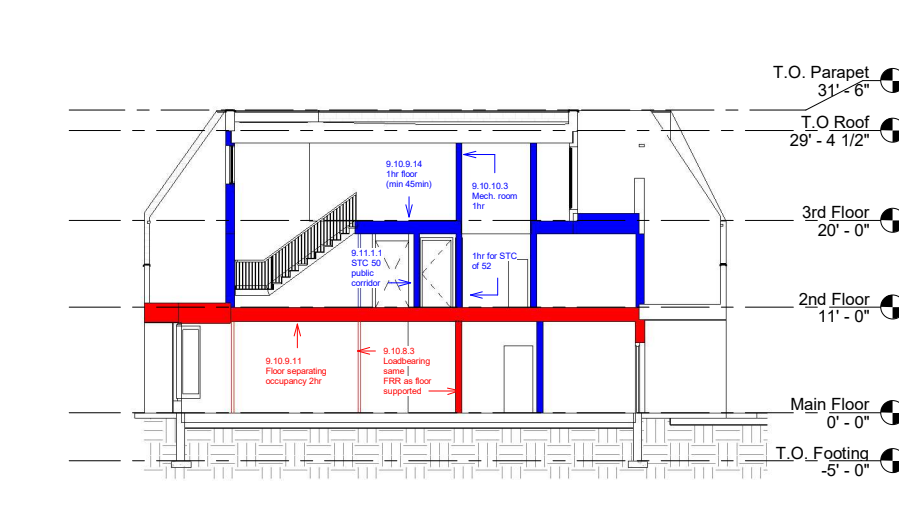 T.O. Parapet
31' - 6"
T.O Roof
29' - 4 1/2"
9.10.9.14
1hr floor
(min 45min)
9.10.10.3
Mech. room
1hr
3rd Floor
20' - 0"
9.11.1.1
STC 50
public
corridor
1hr for STC
of 52
2nd Floor
11' - 0"
9.10.9.11
Floor separating
occupancy 2hr
9.10.8.3
Loadbearing
same
FRR as floor
supported
Main Floor
0' - 0"
T.O. Footing
-5' - 0"